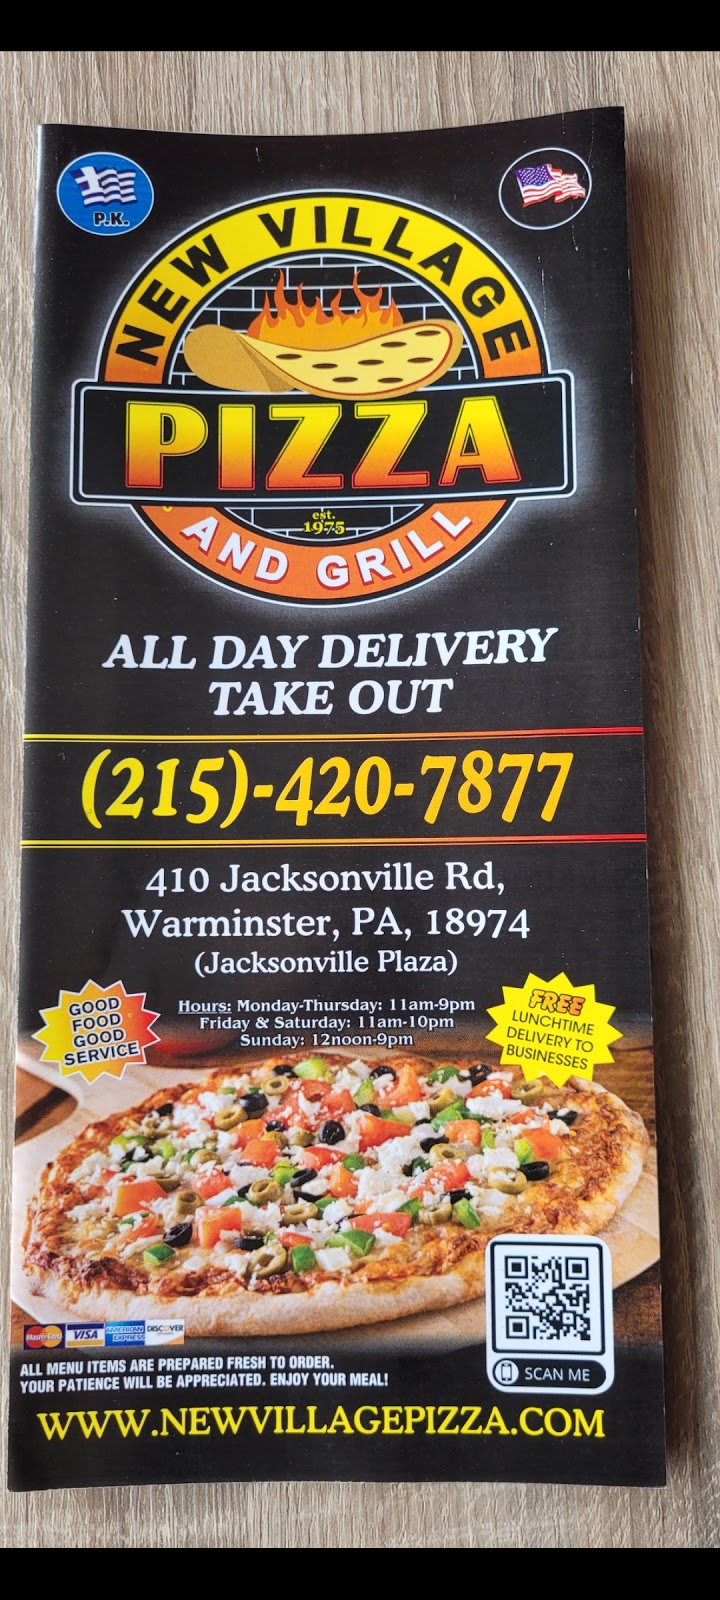 P.K.
NEW VILLAGE
PIZZA
est.
1975
AND GRILL
ALL DAY DELIVERY
TAKE OUT
(215)-420-7877
410 Jacksonville Rd,
Warminster, PA, 18974
(Jacksonville Plaza)
GOOD
FOOD
GOOD
SERVICE
Hours: Monday-Thursday: 11am-9pm
Friday & Saturday: 11am-10pm
Sunday: 12noon-9pm
FREE
LUNCHTIME
DELIVERY TO
BUSINESSES
MasterCard
VISA
AMERICAN
EXPRESS
DISCOVER
SCAN ME
ALL MENU ITEMS ARE PREPARED FRESH TO ORDER.
YOUR PATIENCE WILL BE APPRECIATED. ENJOY YOUR MEAL!
WWW.NEWVILLAGEPIZZA.COM